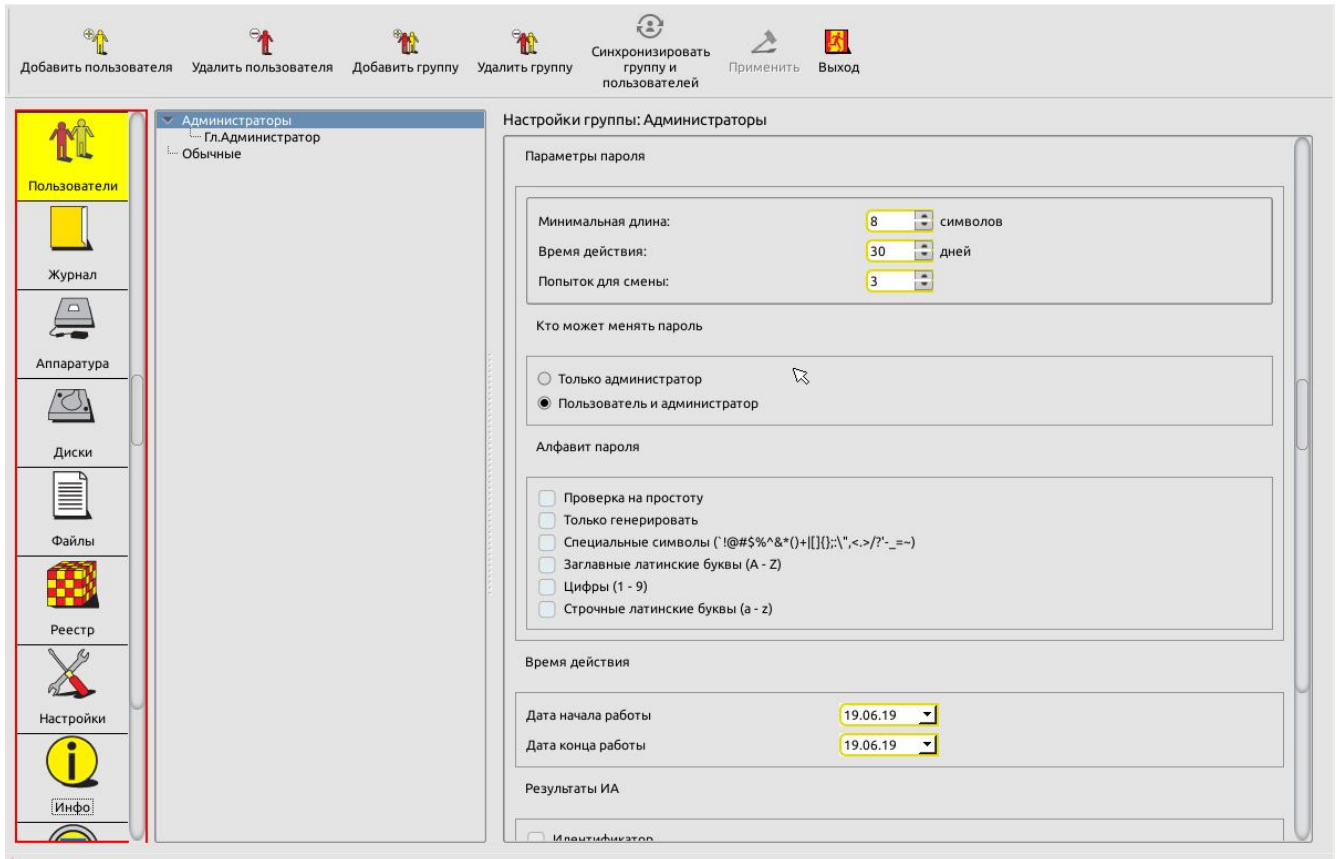 Добавить пользователя
Удалить пользователя
Добавить группу
Удалить группу
Синхронизировать
группу и
пользователей
Применить
Выход
Пользователи
Журнал
Аппаратура
Диски
Файлы
Реестр
Настройки
Инфо
Администраторы
Гл.Администратор
Обычные
Настройки группы: Администраторы
Параметры пароля
Минимальная длина: 8 символов
Время действия: 30 дней
Попыток для смены: 3
Кто может менять пароль
Только администратор
Пользователь и администратор
Алфавит пароля
Проверка на простоту
Только генерировать
Специальные символы (`!@#$%^&*()+|[]{};:\",<.>/?'-_=~)
Заглавные латинские буквы (A - Z)
Цифры (1 - 9)
Строчные латинские буквы (a - z)
Время действия
Дата начала работы 19.06.19
Дата конца работы 19.06.19
Результаты ИА
Идентификатор